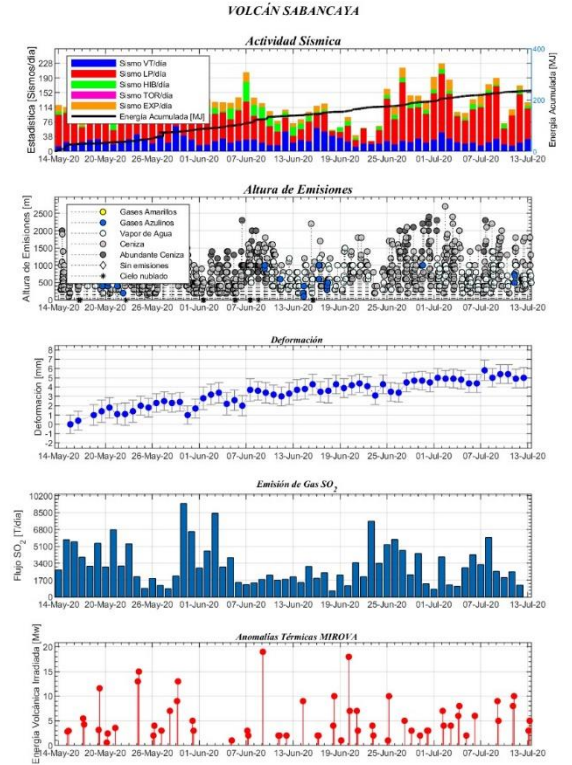 VOLCÁN SABANCAYA
Actividad Sísmica
Estadística [Sismos/día]
228
190
152
114
76
38
0
Sismo VT/día
Sismo LP/día
Sismo HIB/día
Sismo TOR/día
Sismo EXP/día
Energía Acumulada [MJ]
400
200
0
Energía Acumulada [MJ]
14-May-20 20-May-20 26-May-20 01-Jun-20 07-Jun-20 13-Jun-20 19-Jun-20 25-Jun-20 01-Jul-20 07-Jul-20 13-Jul-20
Altura de Emisiones
Altura de Emisiones [m]
2500
2000
1500
1000
500
0
Gases Amarillos
Gases Azulinos
Vapor de Agua
Ceniza
Abundante Ceniza
Sin emisiones
Cielo nublado
14-May-20 20-May-20 26-May-20 01-Jun-20 07-Jun-20 13-Jun-20 19-Jun-20 25-Jun-20 01-Jul-20 07-Jul-20 13-Jul-20
Deformación
Deformación [mm]
8
7
6
5
4
3
2
1
0
-1
-2
14-May-20 20-May-20 26-May-20 01-Jun-20 07-Jun-20 13-Jun-20 19-Jun-20 25-Jun-20 01-Jul-20 07-Jul-20 13-Jul-20
Emisión de Gas SO2
Flujo SO2 [T/día]
10200
8500
6800
5100
3400
1700
0
14-May-20 20-May-20 26-May-20 01-Jun-20 07-Jun-20 13-Jun-20 19-Jun-20 25-Jun-20 01-Jul-20 07-Jul-20 13-Jul-20
Anomalías Térmicas MIROVA
Energía Volcánica Irradiada [Mw]
20
15
10
5
0
14-May-20 20-May-20 26-May-20 01-Jun-20 07-Jun-20 13-Jun-20 19-Jun-20 25-Jun-20 01-Jul-20 07-Jul-20 13-Jul-20